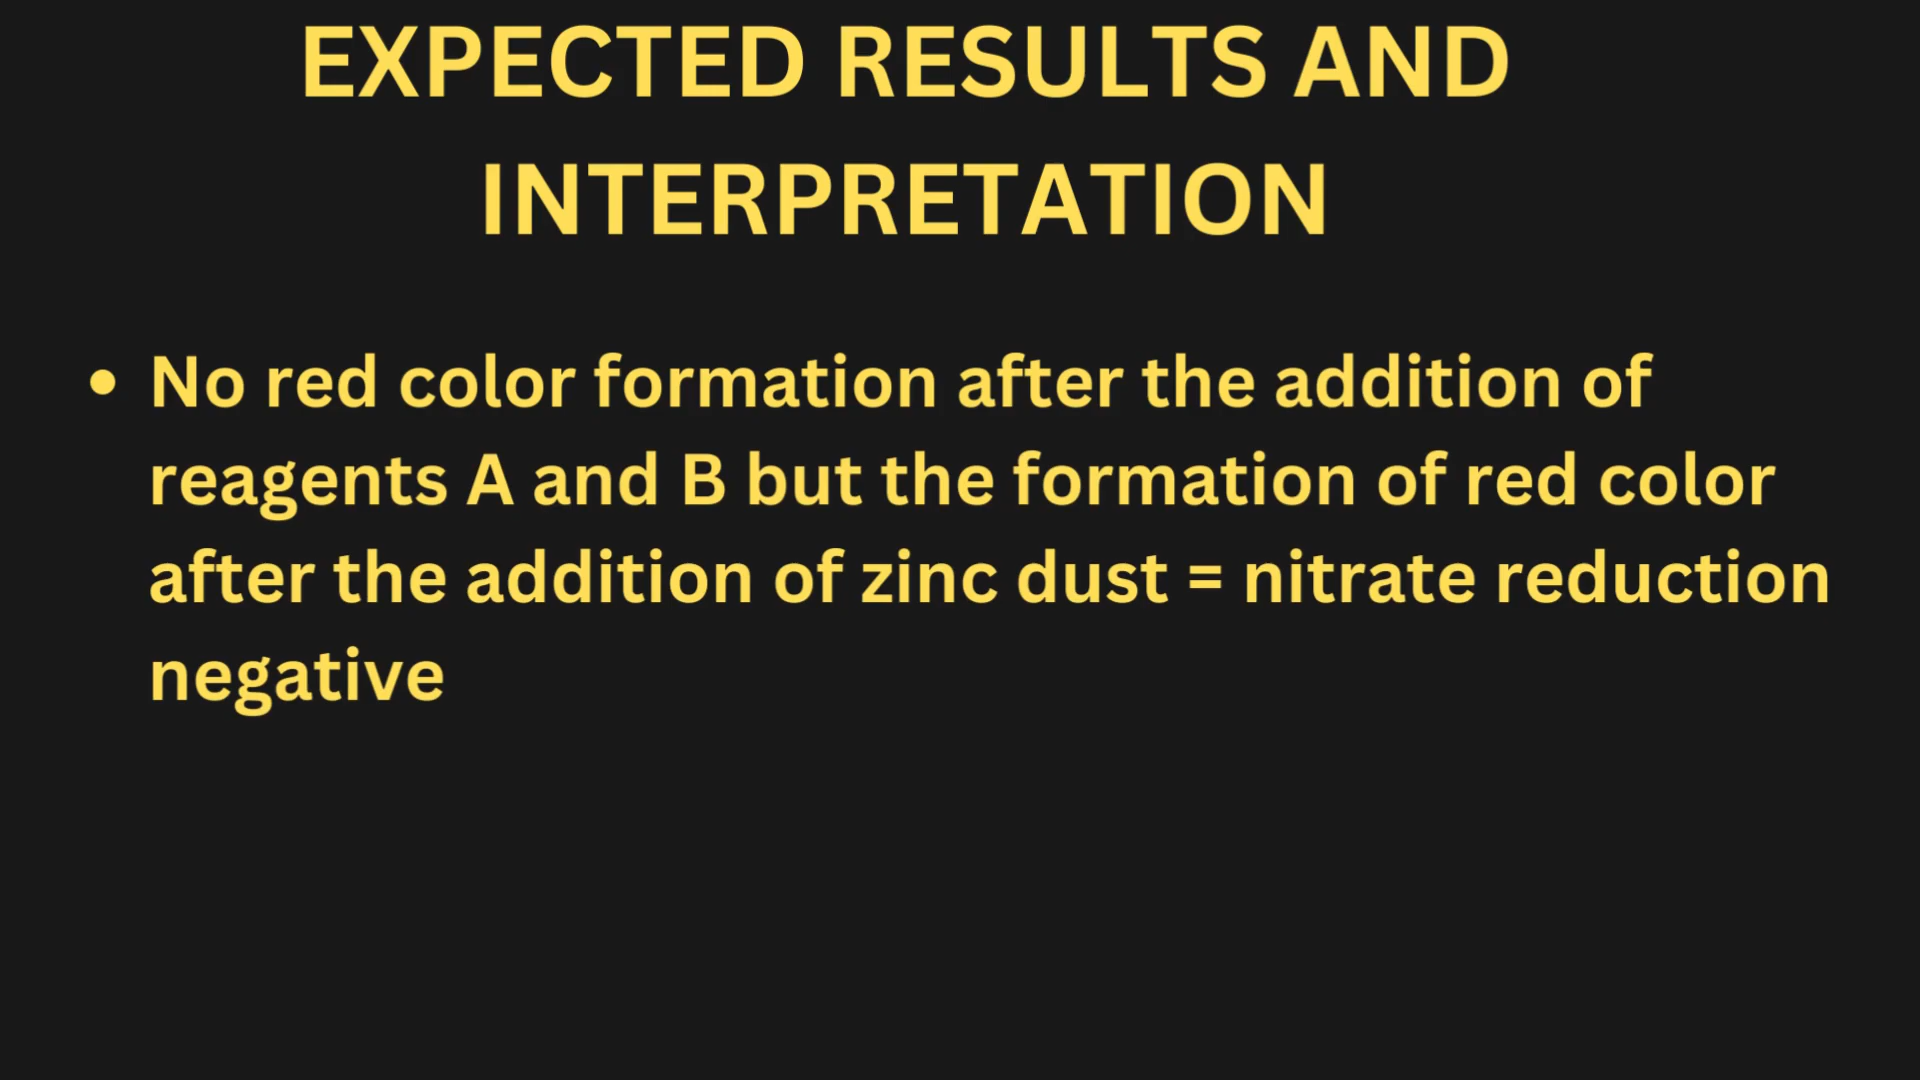 EXPECTED RESULTS AND
INTERPRETATION
• No red color formation after the addition of
reagents A and B but the formation of red color
after the addition of zinc dust = nitrate reduction
negative